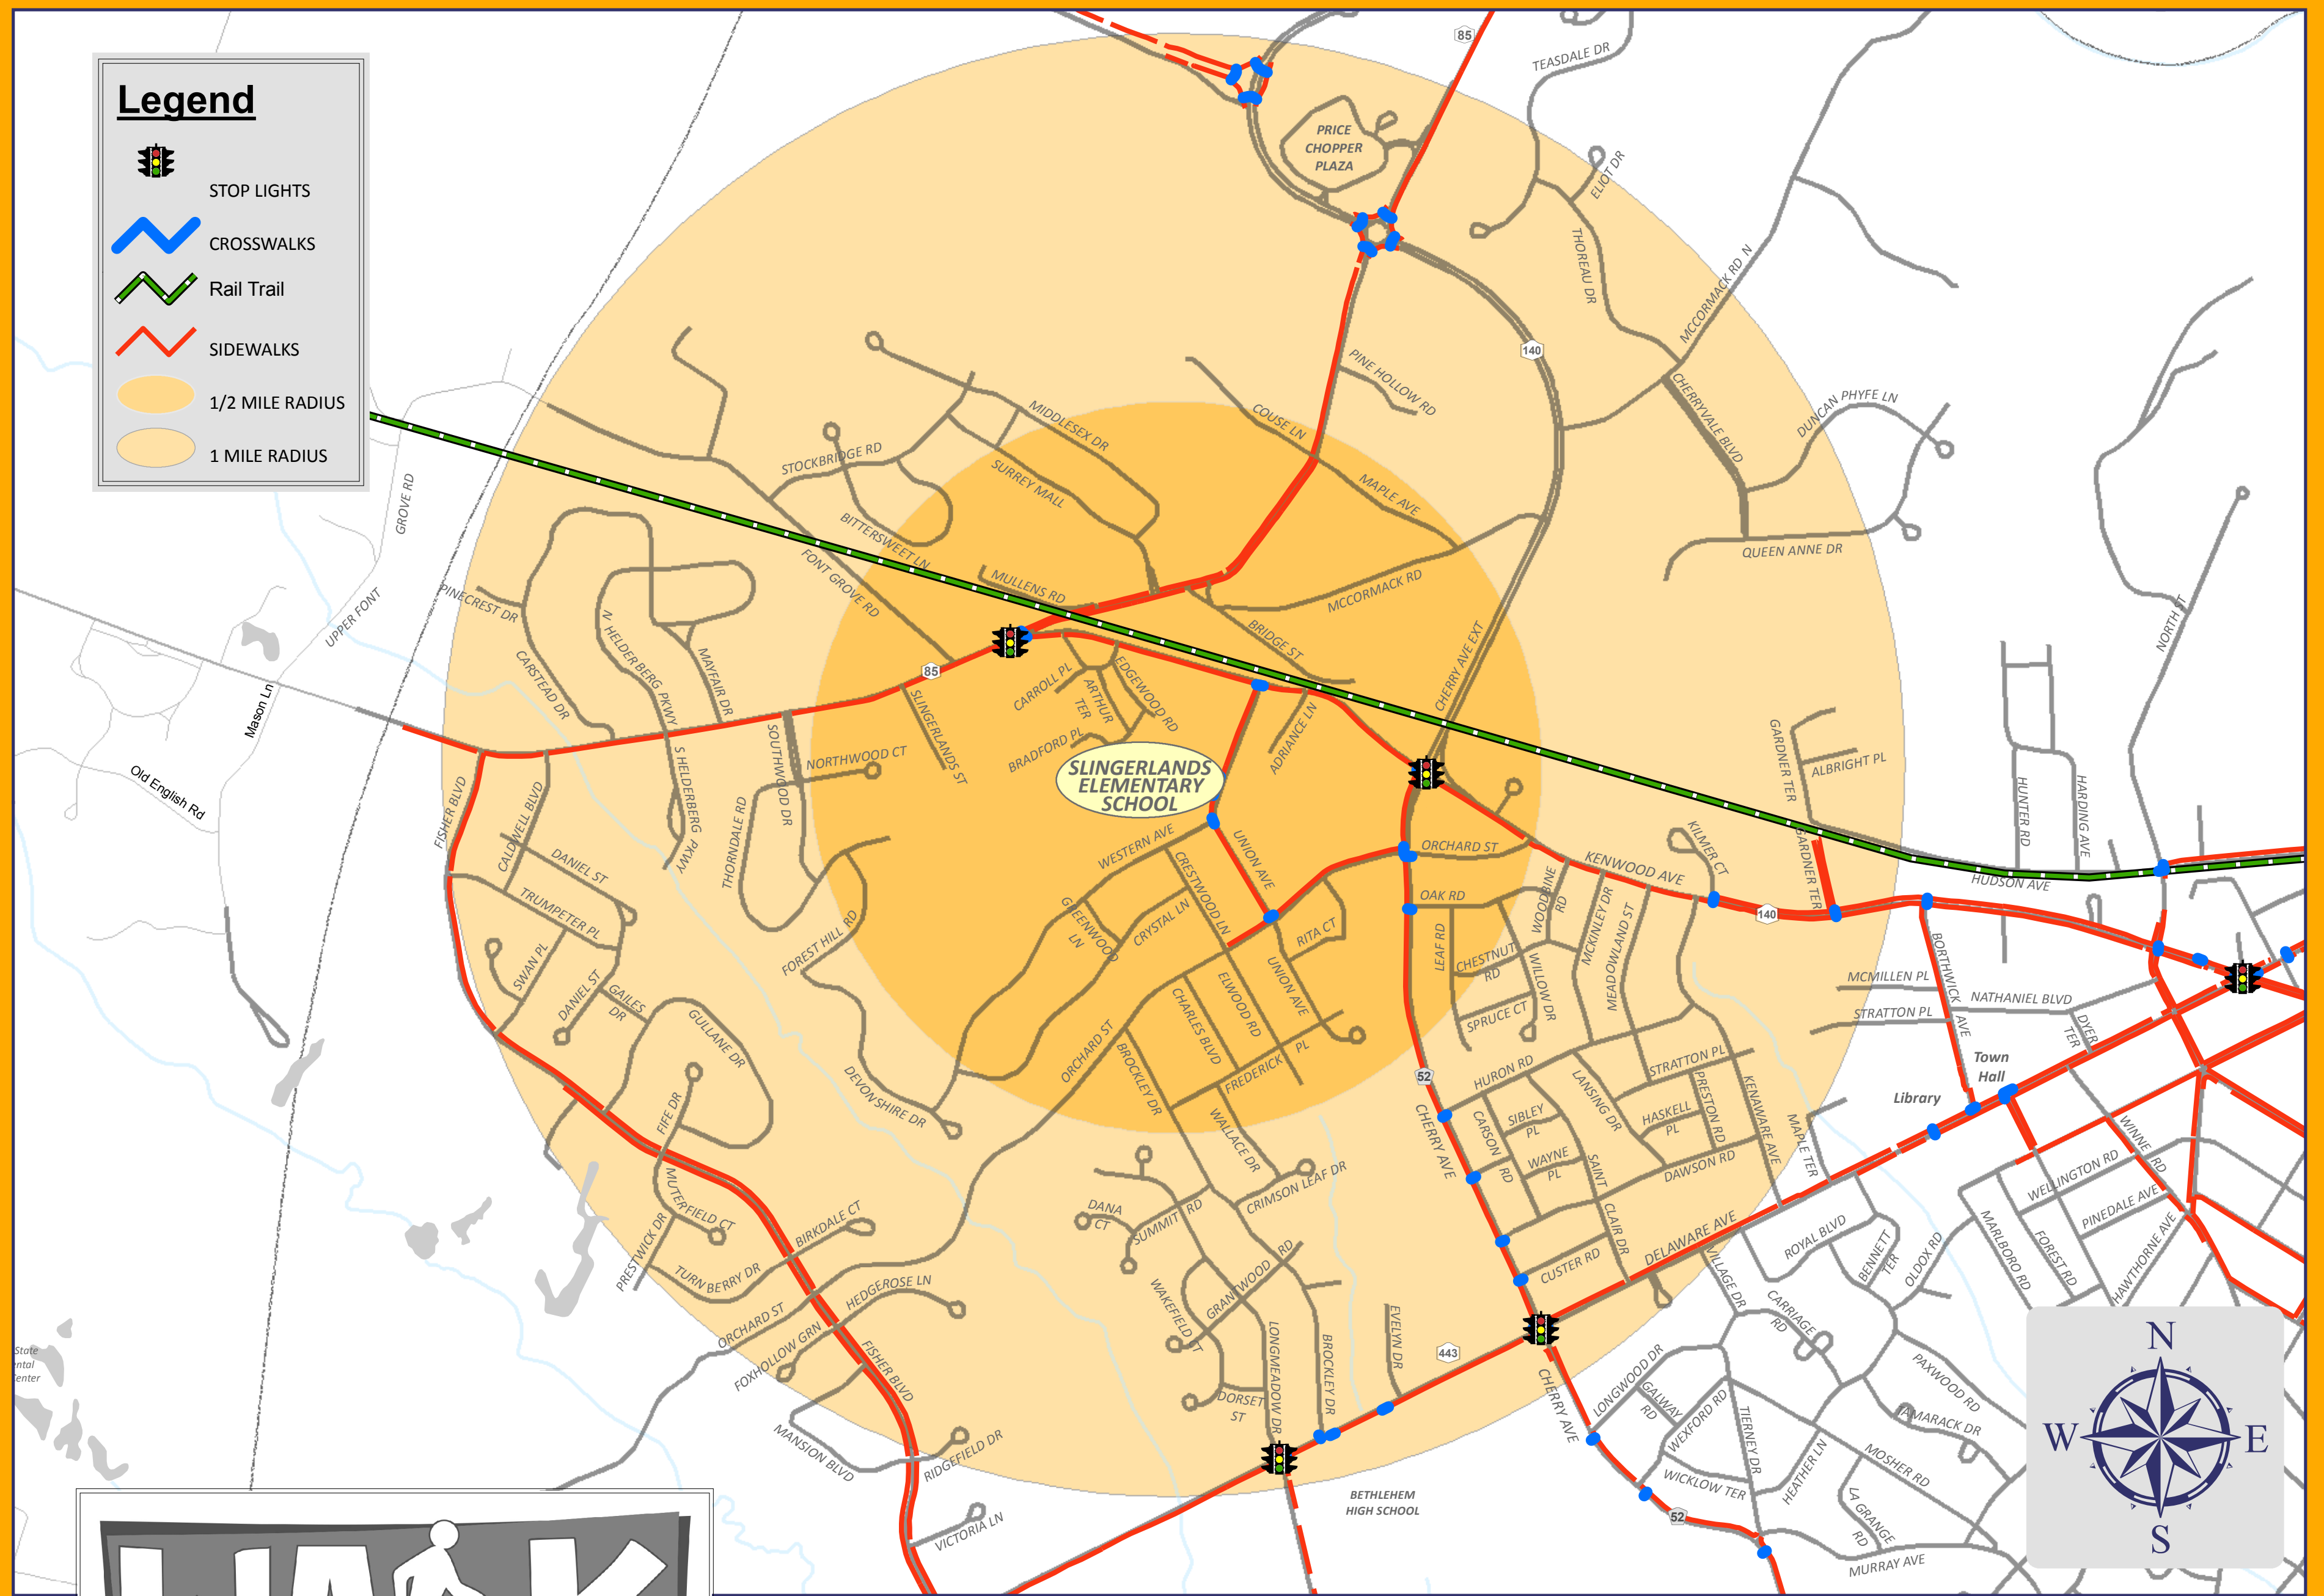 Legend
STOP LIGHTS
CROSSWALKS
Rail Trail
SIDEWALKS
1/2 MILE RADIUS
1 MILE RADIUS
85
TEASDALE DR
PRICE
CHOPPER
PLAZA
ELIOT DR
THOREAU DR
MCCORMACK RD N
140
PINE HOLLOW RD
CHERRYVALE BLVD
DUNCAN PHYFE LN
QUEEN ANNE DR
MIDDLESEX DR
COUSE LN
STOCKBRIDGE RD
SURREY MALL
MAPLE AVE
BITTERSWEET LN
FONT GROVE RD
MULLENS RD
MCCORMACK RD
BRIDGE ST
CHERRY AVE EXT
GROVE RD
UPPER FONT
PINECREST DR
CARSTEAD DR
N HELDERBERG PKWY
MAYFAIR DR
85
CARROLL PL
ARTHUR
TER
EDGEWOOD RD
BRADFORD PL
ADRIANCE LN
SLINGERLANDS ST
SLINGERLANDS
ELEMENTARY
SCHOOL
Mason Ln
Old English Rd
S HELDERBERG PKWY
SOUTHWOOD DR
NORTHWOOD CT
THORNDALE RD
FISHER BLVD
CALDWELL BLVD
DANIEL ST
TRUMPETER PL
SWAN PL
DANIEL ST
GAILES
DR
GULLANE DR
FOREST HILL RD
DEVONSHIRE DR
WESTERN AVE
UNION AVE
CRESTWOOD LN
GREENWOOD
LN
CRYSTAL LN
ORCHARD ST
KENWOOD AVE
KILMER CT
GARDNER TER
ALBRIGHT PL
GARDNER TER
140
HUNTER RD
HARDING AVE
NORTH ST
HUDSON AVE
OAK RD
WOODBINE
RD
LEAF RD
CHESTNUT
RD
MCKINLEY DR
MEADOWLAND ST
WILLOW DR
SPRUCE CT
RITA CT
UNION AVE
ELWOOD RD
CHARLES BLVD
FREDERICK PL
ORCHARD ST
BROCKLEY DR
WALLACE DR
BORTHWICK AVE
MCMILLEN PL
NATHANIEL BLVD
STRATTON PL
DYER
TER
Town
Hall
Library
52
CHERRY AVE
HURON RD
STRATTON PL
LANSING DR
PRESTON RD
KENAWARE AVE
HASKELL
PL
SIBLEY
PL
CARSON RD
WAYNE
PL
SAINT CLAIR DR
DAWSON RD
MAPLE TER
CUSTER RD
DELAWARE AVE
WINNE RD
WELLINGTON RD
PINEDALE AVE
MARLBORO RD
FOREST RD
HAWTHORNE AVE
ROYAL BLVD
BENNETT
TER
OLDOX RD
VILLAGE DR
CARRIAGE
RD
PAXWOOD RD
TAMARACK DR
MOSHER RD
FIFE DR
MUTERFIELD CT
PRESTWICK DR
TURNBERRY DR
BIRKDALE CT
ORCHARD ST
HEDGEROSE LN
FOXHOLLOW GRN
FISHER BLVD
MANSION BLVD
RIDGEFIELD DR
VICTORIA LN
DANA
CT
SUMMIT RD
CRIMSON LEAF DR
WAKEFIELD CT
GRANTWOOD RD
DORSET
ST
LONGMEADOW DR
BROCKLEY DR
EVELYN DR
443
BETHLEHEM
HIGH SCHOOL
CHERRY AVE
LONGWOOD DR
GALWAY
RD
WEXFORD RD
TIERNEY DR
WICKLOW TER
HEATHER LN
LA GRANGE
RD
MURRAY AVE
52
State
ental
Center
N
W
E
S